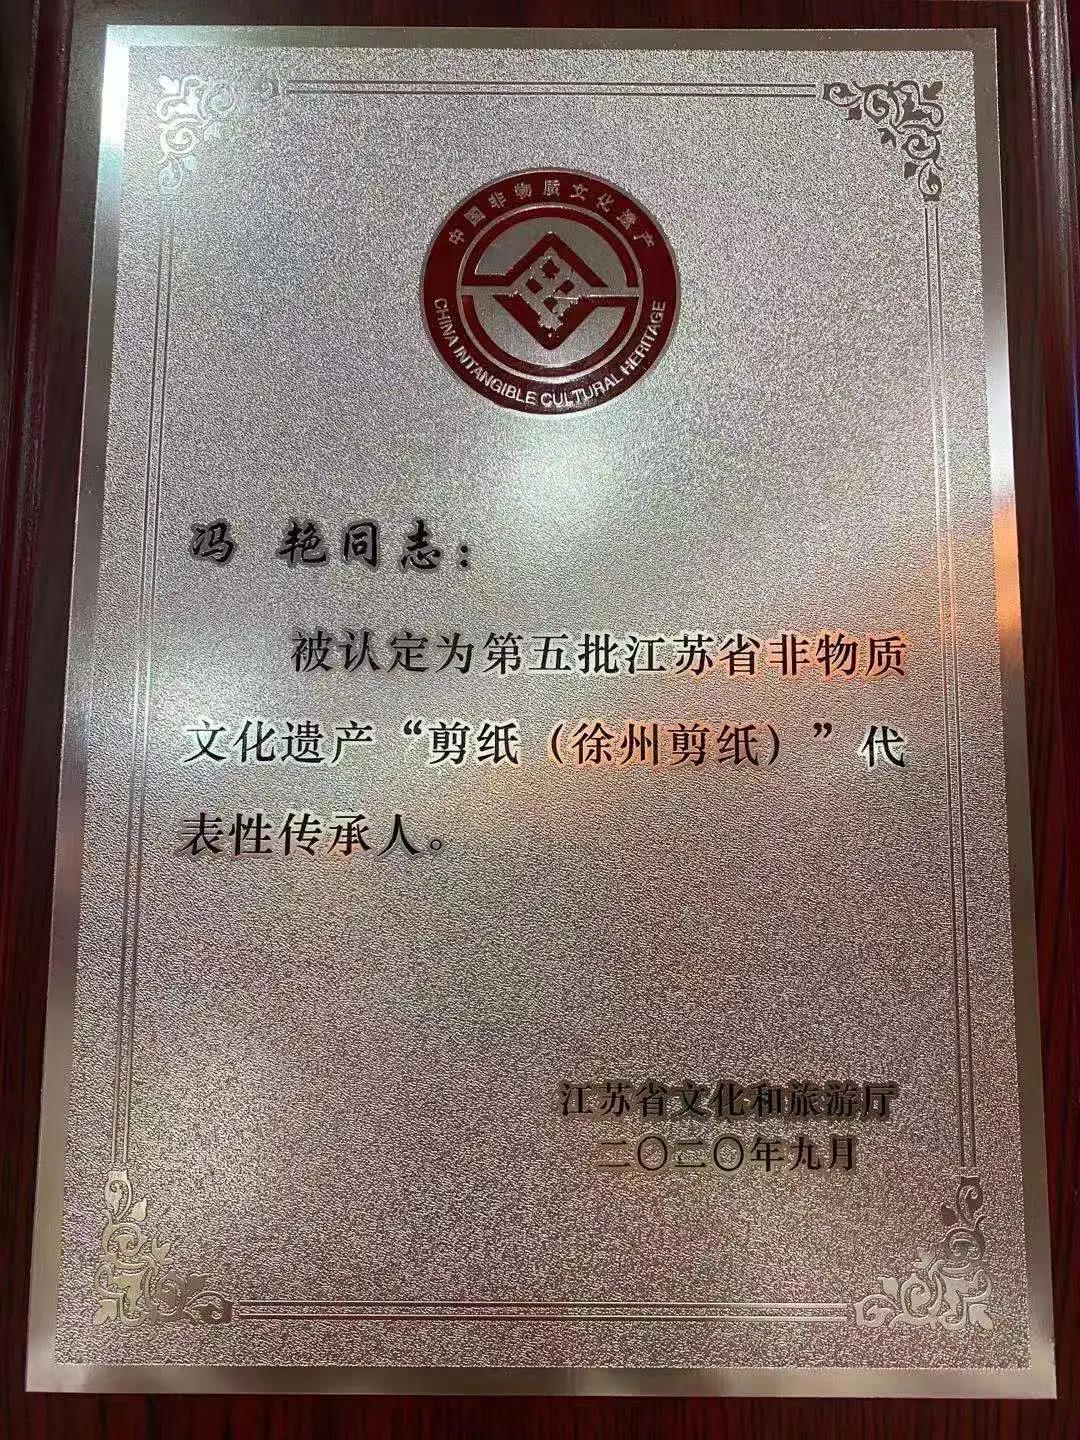 中国非物质文化遗产
CHINA INTANGIBLE CULTURAL HERITAGE
冯 艳同志：
被认定为第五批江苏省非物质
文化遗产“剪纸（徐州剪纸）”代
表性传承人。
江苏省文化和旅游厅
二〇二〇年九月